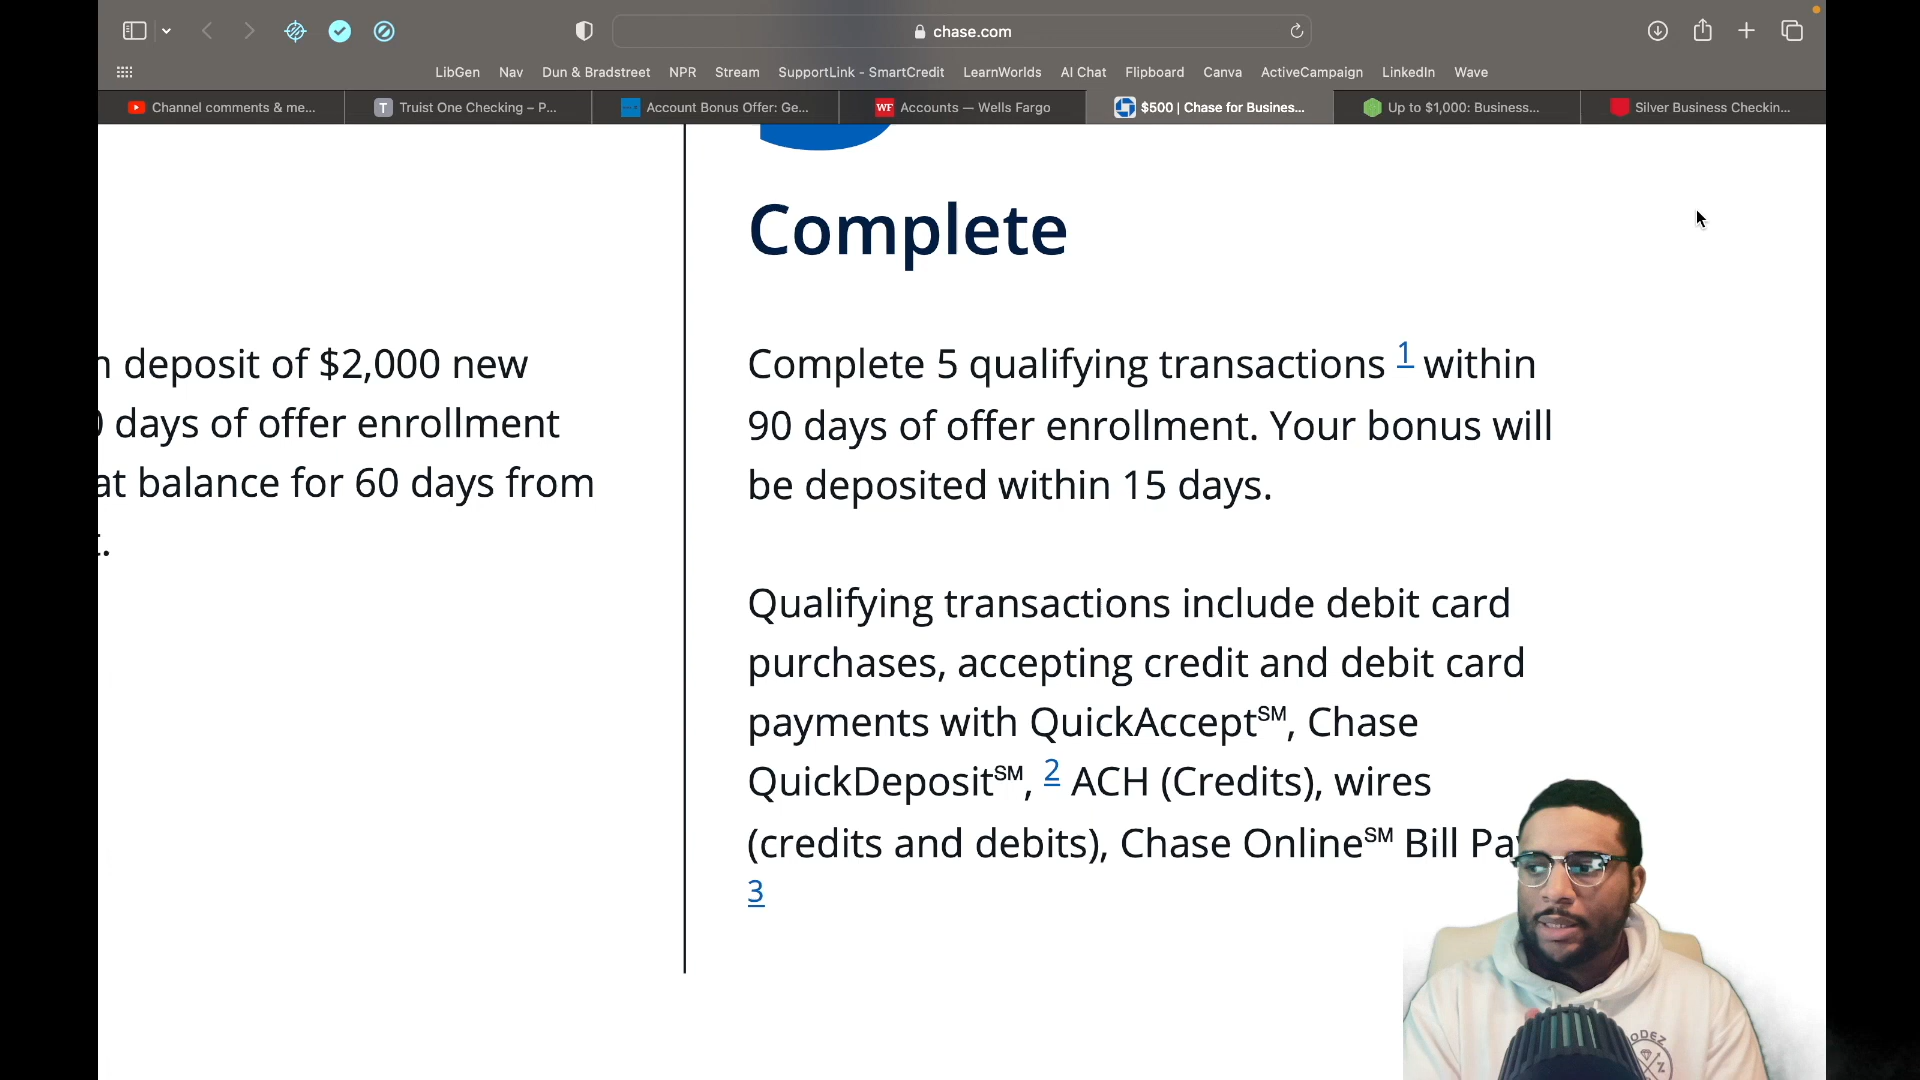 chase.com
LibGen Nav Dun & Bradstreet NPR Stream SupportLink - SmartCredit LearnWorlds AI Chat Flipboard Canva ActiveCampaign LinkedIn Wave
Channel comments & me... T Truist One Checking – P... Account Bonus Offer: Ge... WF Accounts — Wells Fargo $500 | Chase for Busines... Up to $1,000: Business... Silver Business Checkin...
deposit of $2,000 new
days of offer enrollment
at balance for 60 days from
t.
Complete
Complete 5 qualifying transactions 1 within
90 days of offer enrollment. Your bonus will
be deposited within 15 days.
Qualifying transactions include debit card
purchases, accepting credit and debit card
payments with QuickAccept℠, Chase
QuickDeposit℠, 2 ACH (Credits), wires
(credits and debits), Chase Online℠ Bill Pay
3